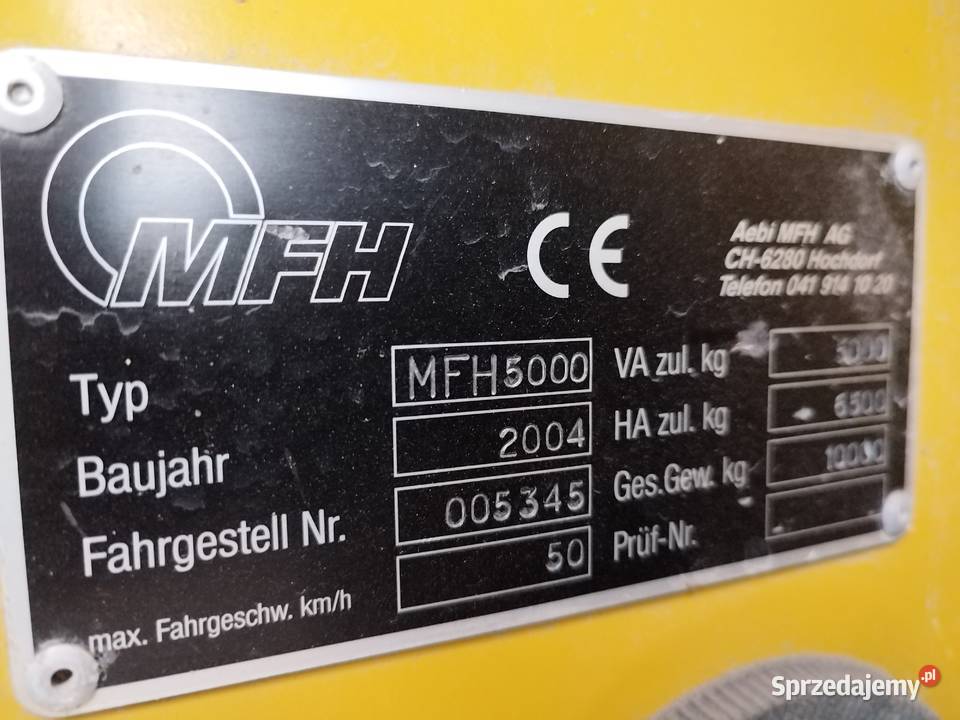 MFH
CE
Aebi MFH AG
CH-6280 Hochdorf
Telefon 041 914 10 20
Typ MFH5000
Baujahr 2004
Fahrgestell Nr. 005345
max. Fahrgeschw. km/h 50
VA zul. kg
HA zul. kg 6500
Ges.Gew. kg 10000
Prüf-Nr.
Sprzedajemy.pl